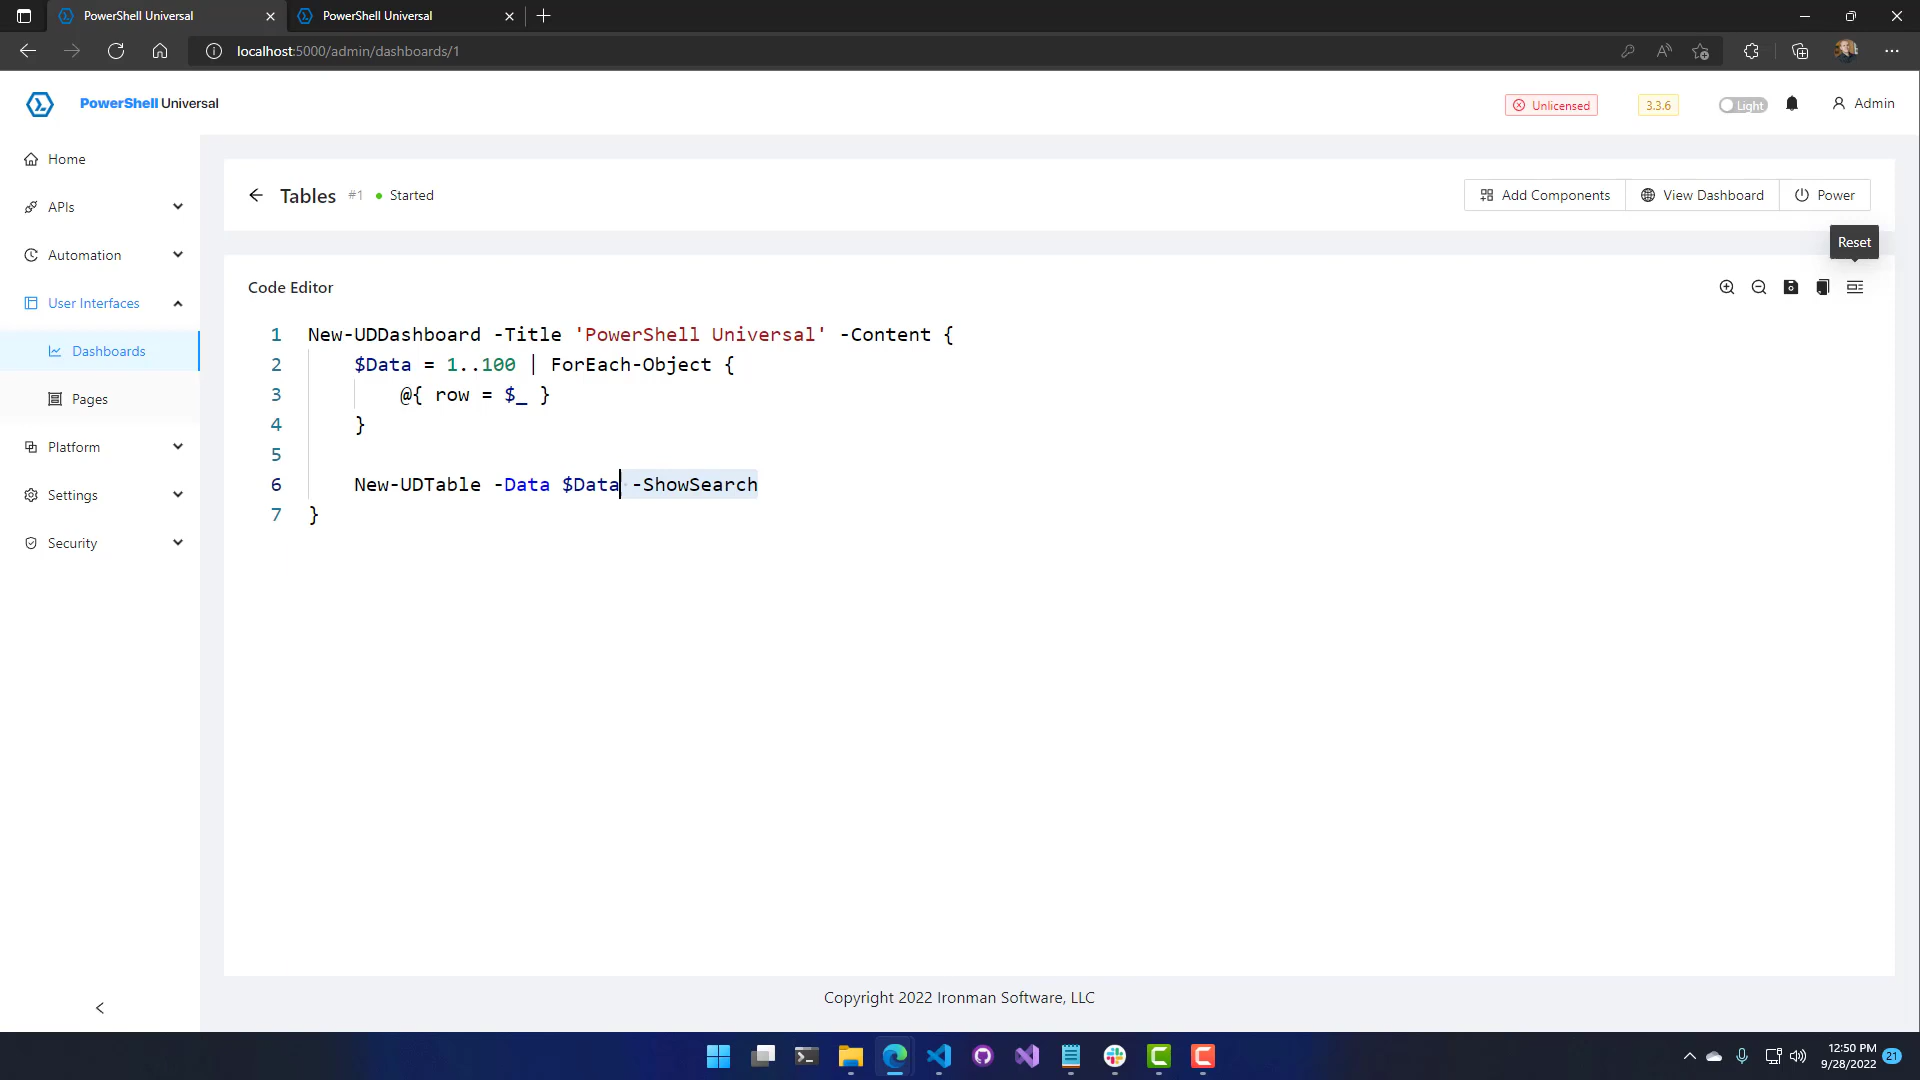 PowerShell Universal
PowerShell Universal
localhost:5000/admin/dashboards/1
PowerShell Universal
Unlicensed
3.3.6
Light
Admin
Home
APIs
Automation
User Interfaces
Dashboards
Pages
Platform
Settings
Security
Tables #1 Started
Add Components
View Dashboard
Power
Reset
Code Editor
1 New-UDDashboard -Title 'PowerShell Universal' -Content {
2 $Data = 1..100 | ForEach-Object {
3 @{ row = $_ }
4 }
5
6 New-UDTable -Data $Data -ShowSearch
7 }
Copyright 2022 Ironman Software, LLC
12:50 PM
9/28/2022
21